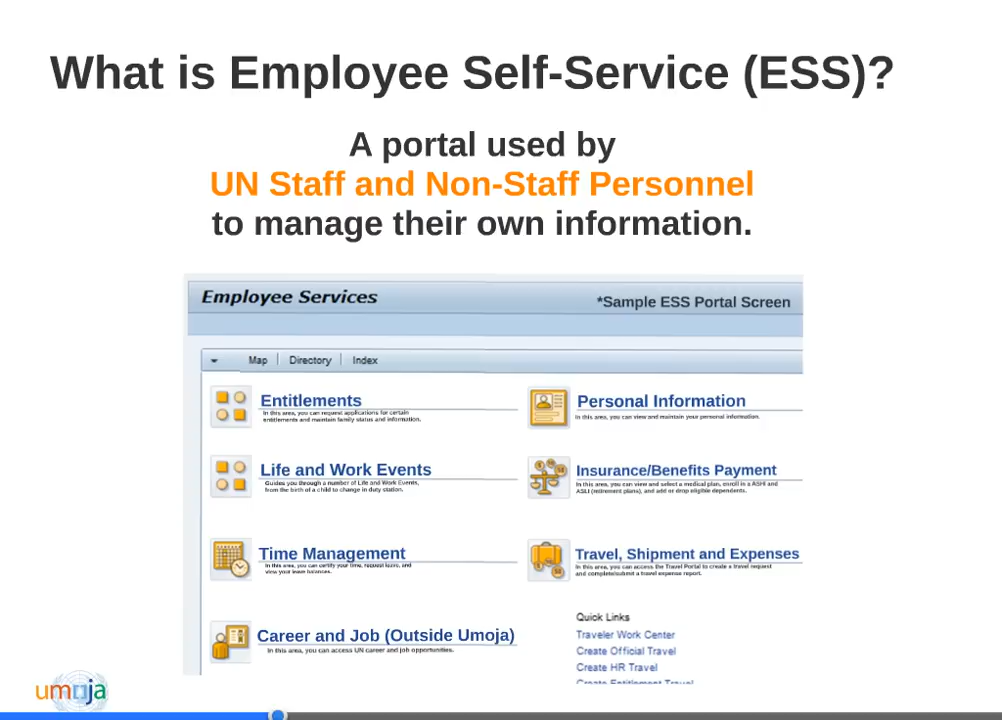 What is Employee Self-Service (ESS)?
A portal used by
UN Staff and Non-Staff Personnel
to manage their own information.
Employee Services
*Sample ESS Portal Screen
Map
Directory
Index
Entitlements
In this area, you can request applications for certain
entitlements and maintain family status and information.
Personal Information
In this area, you can view and maintain your personal information.
Life and Work Events
Guides you through a number of Life and Work Events,
from the birth of a child to change in duty station.
Insurance/Benefits Payment
In this area, you can view and select a medical plan, enroll in a ASHI and
ASLI (retirement plans), and add or drop eligible dependents.
Time Management
In this area, you can certify your time, request leave, and
view your leave balances.
Travel, Shipment and Expenses
In this area, you can access the Travel Portal to create a travel request
and complete/submit a travel expense report.
Career and Job (Outside Umoja)
In this area, you can access UN career and job opportunities.
Quick Links
Traveler Work Center
Create Official Travel
Create HR Travel
Create Entitlement Travel
umoja